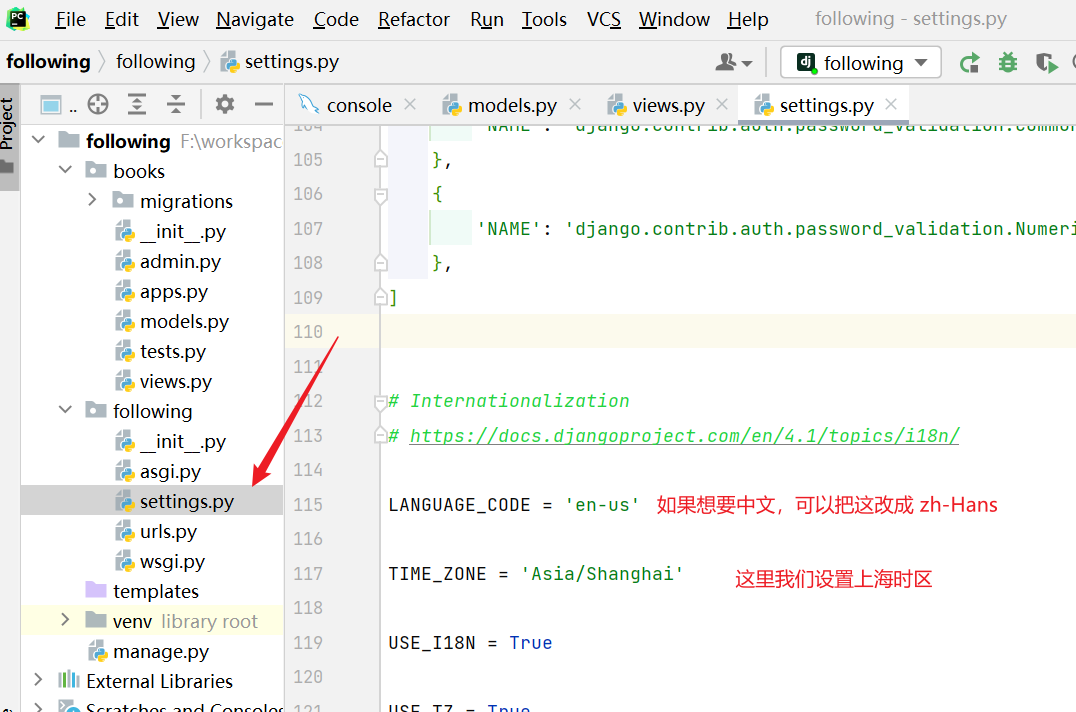 PC File Edit View Navigate Code Refactor Run Tools VCS Window Help following - settings.py
following following settings.py dj following
Project .. console models.py views.py settings.py
following F:\workspac
books
migrations
__init__.py
admin.py
apps.py
models.py
tests.py
views.py
following
__init__.py
asgi.py
settings.py
urls.py
wsgi.py
templates
venv library root
manage.py
External Libraries
Scratches and Consoles
104 'NAME': 'django.contrib.auth.password_validation.Common
105 },
106 {
107 'NAME': 'django.contrib.auth.password_validation.Numeri
108 },
109 ]
110
111
112 # Internationalization
113 # https://docs.djangoproject.com/en/4.1/topics/i18n/
114
115 LANGUAGE_CODE = 'en-us' 如果想要中文，可以把这改成 zh-Hans
116
117 TIME_ZONE = 'Asia/Shanghai' 这里我们设置上海时区
118
119 USE_I18N = True
120
121 USE_TZ = True